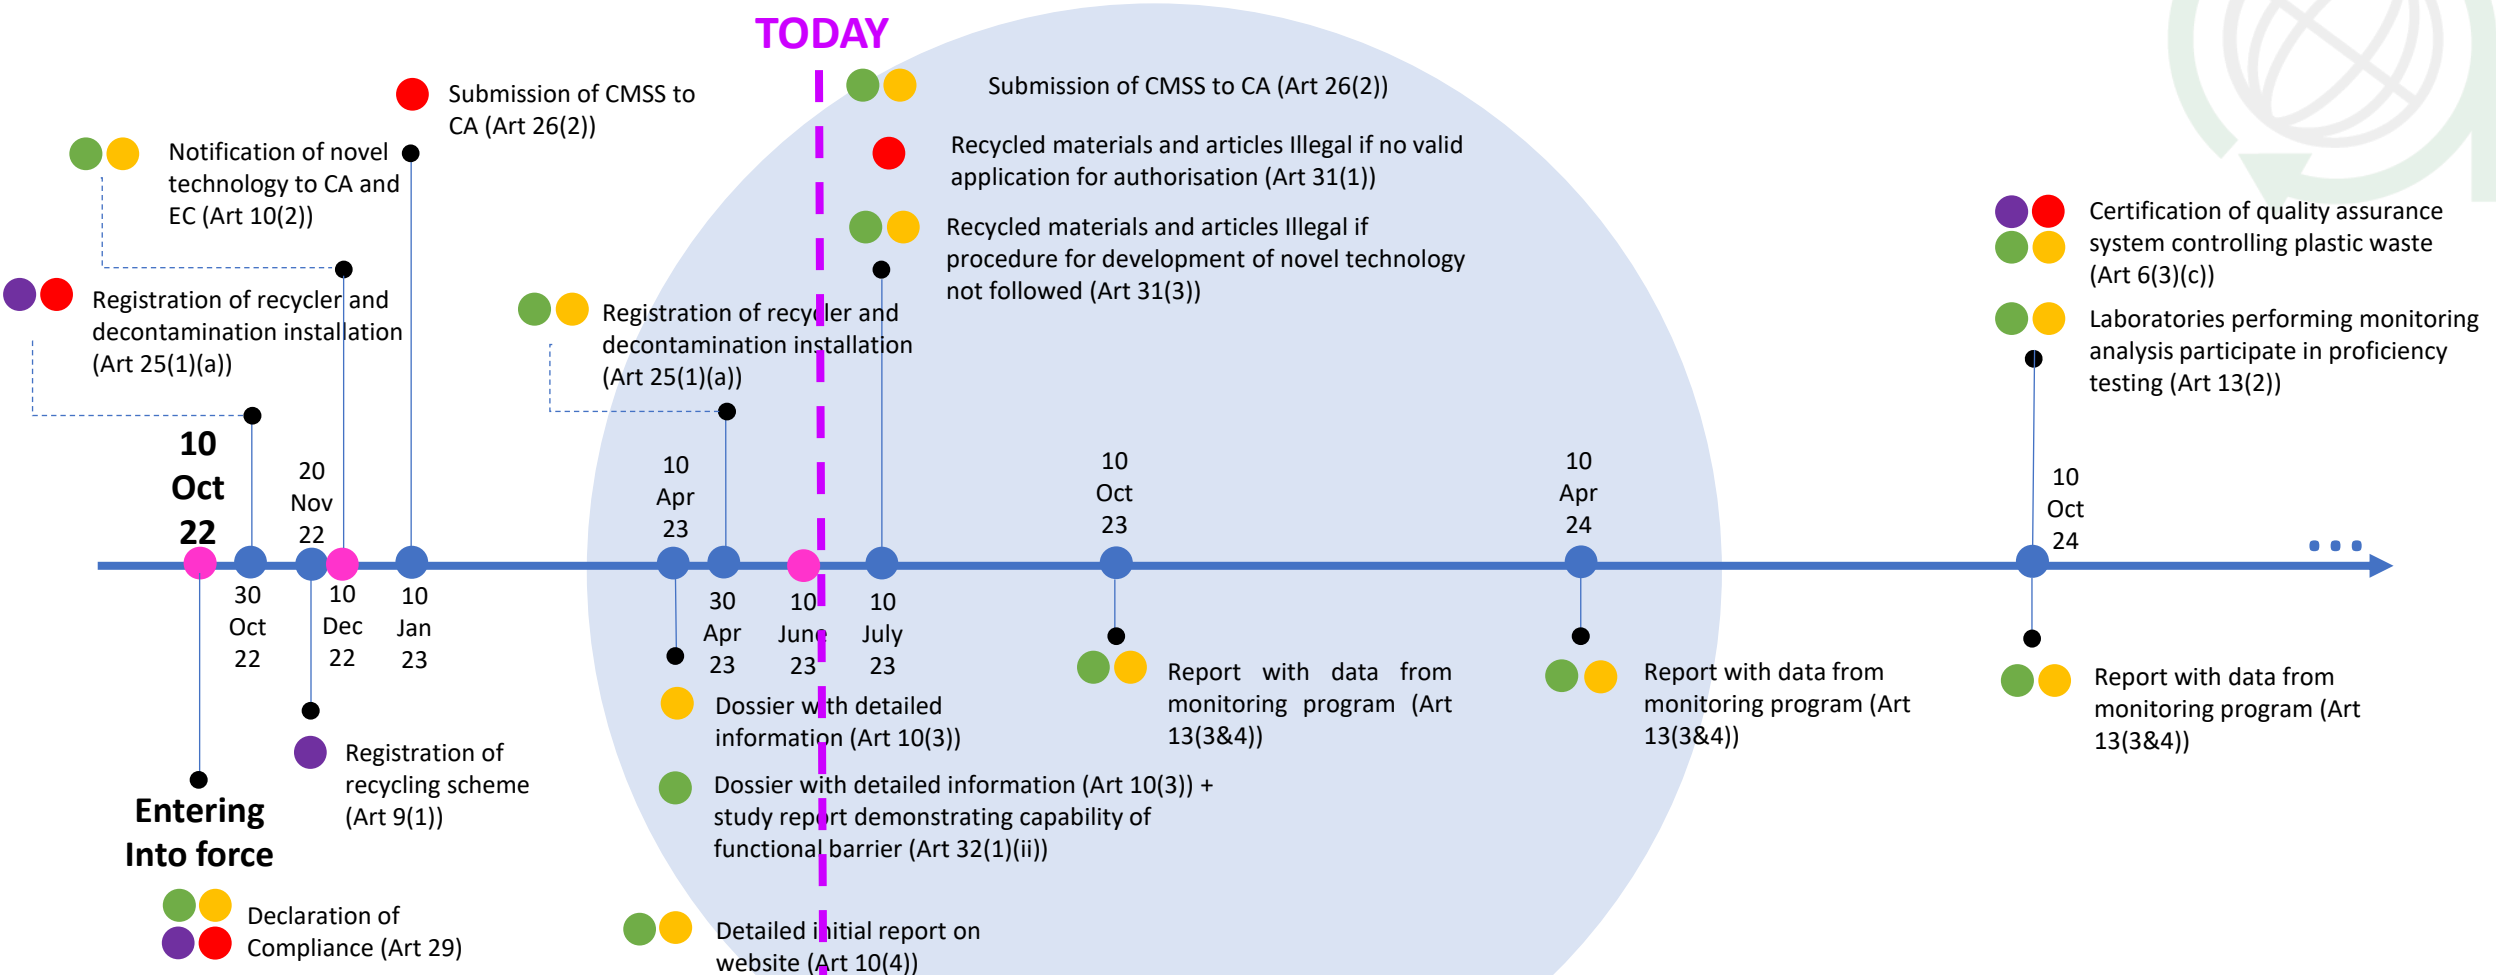 TODAY
Submission of CMSS to
CA (Art 26(2))
Submission of CMSS to CA (Art 26(2))
Notification of novel
technology to CA and
EC (Art 10(2))
Recycled materials and articles Illegal if no valid
application for authorisation (Art 31(1))
Recycled materials and articles Illegal if
procedure for development of novel technology
not followed (Art 31(3))
Certification of quality assurance
system controlling plastic waste
(Art 6(3)(c))
Registration of recycler and
decontamination installation
(Art 25(1)(a))
Registration of recycler and
decontamination installation
(Art 25(1)(a))
Laboratories performing monitoring
analysis participate in proficiency
testing (Art 13(2))
10
Oct
22
20
Nov
22
10
Apr
23
10
Oct
23
10
Apr
24
10
Oct
24
...
30
Oct
22
10
Dec
22
10
Jan
23
30
Apr
23
10
June
23
10
July
23
Entering
Into force
Declaration of
Compliance (Art 29)
Registration of
recycling scheme
(Art 9(1))
Dossier with detailed
information (Art 10(3))
Dossier with detailed information (Art 10(3)) +
study report demonstrating capability of
functional barrier (Art 32(1)(ii))
Detailed initial report on
website (Art 10(4))
Report with data from
monitoring program (Art
13(3&4))
Report with data from
monitoring program (Art
13(3&4))
Report with data from
monitoring program (Art
13(3&4))